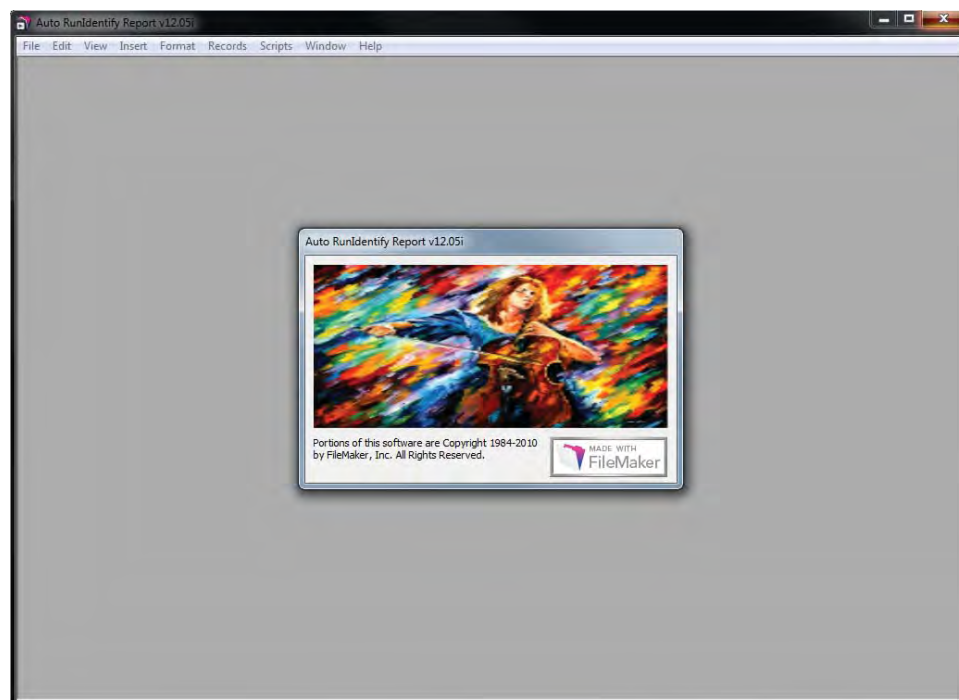 Auto RunIdentify Report v12.05i
File Edit View Insert Format Records Scripts Window Help
Auto RunIdentify Report v12.05i
Portions of this software are Copyright 1984-2010
by FileMaker, Inc. All Rights Reserved.
MADE WITH
FileMaker